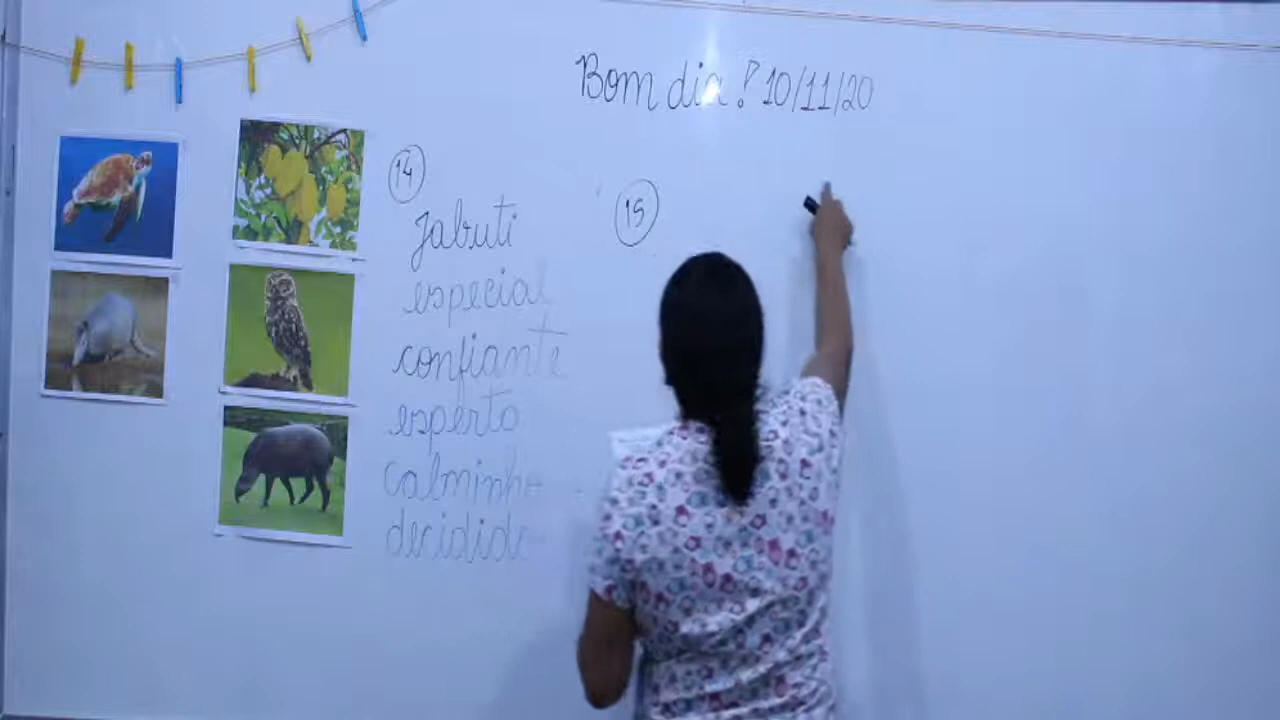 Bom dia! 10/11/20
14
Jabuti
especial
confiante
esperto
calminho
decidido
15